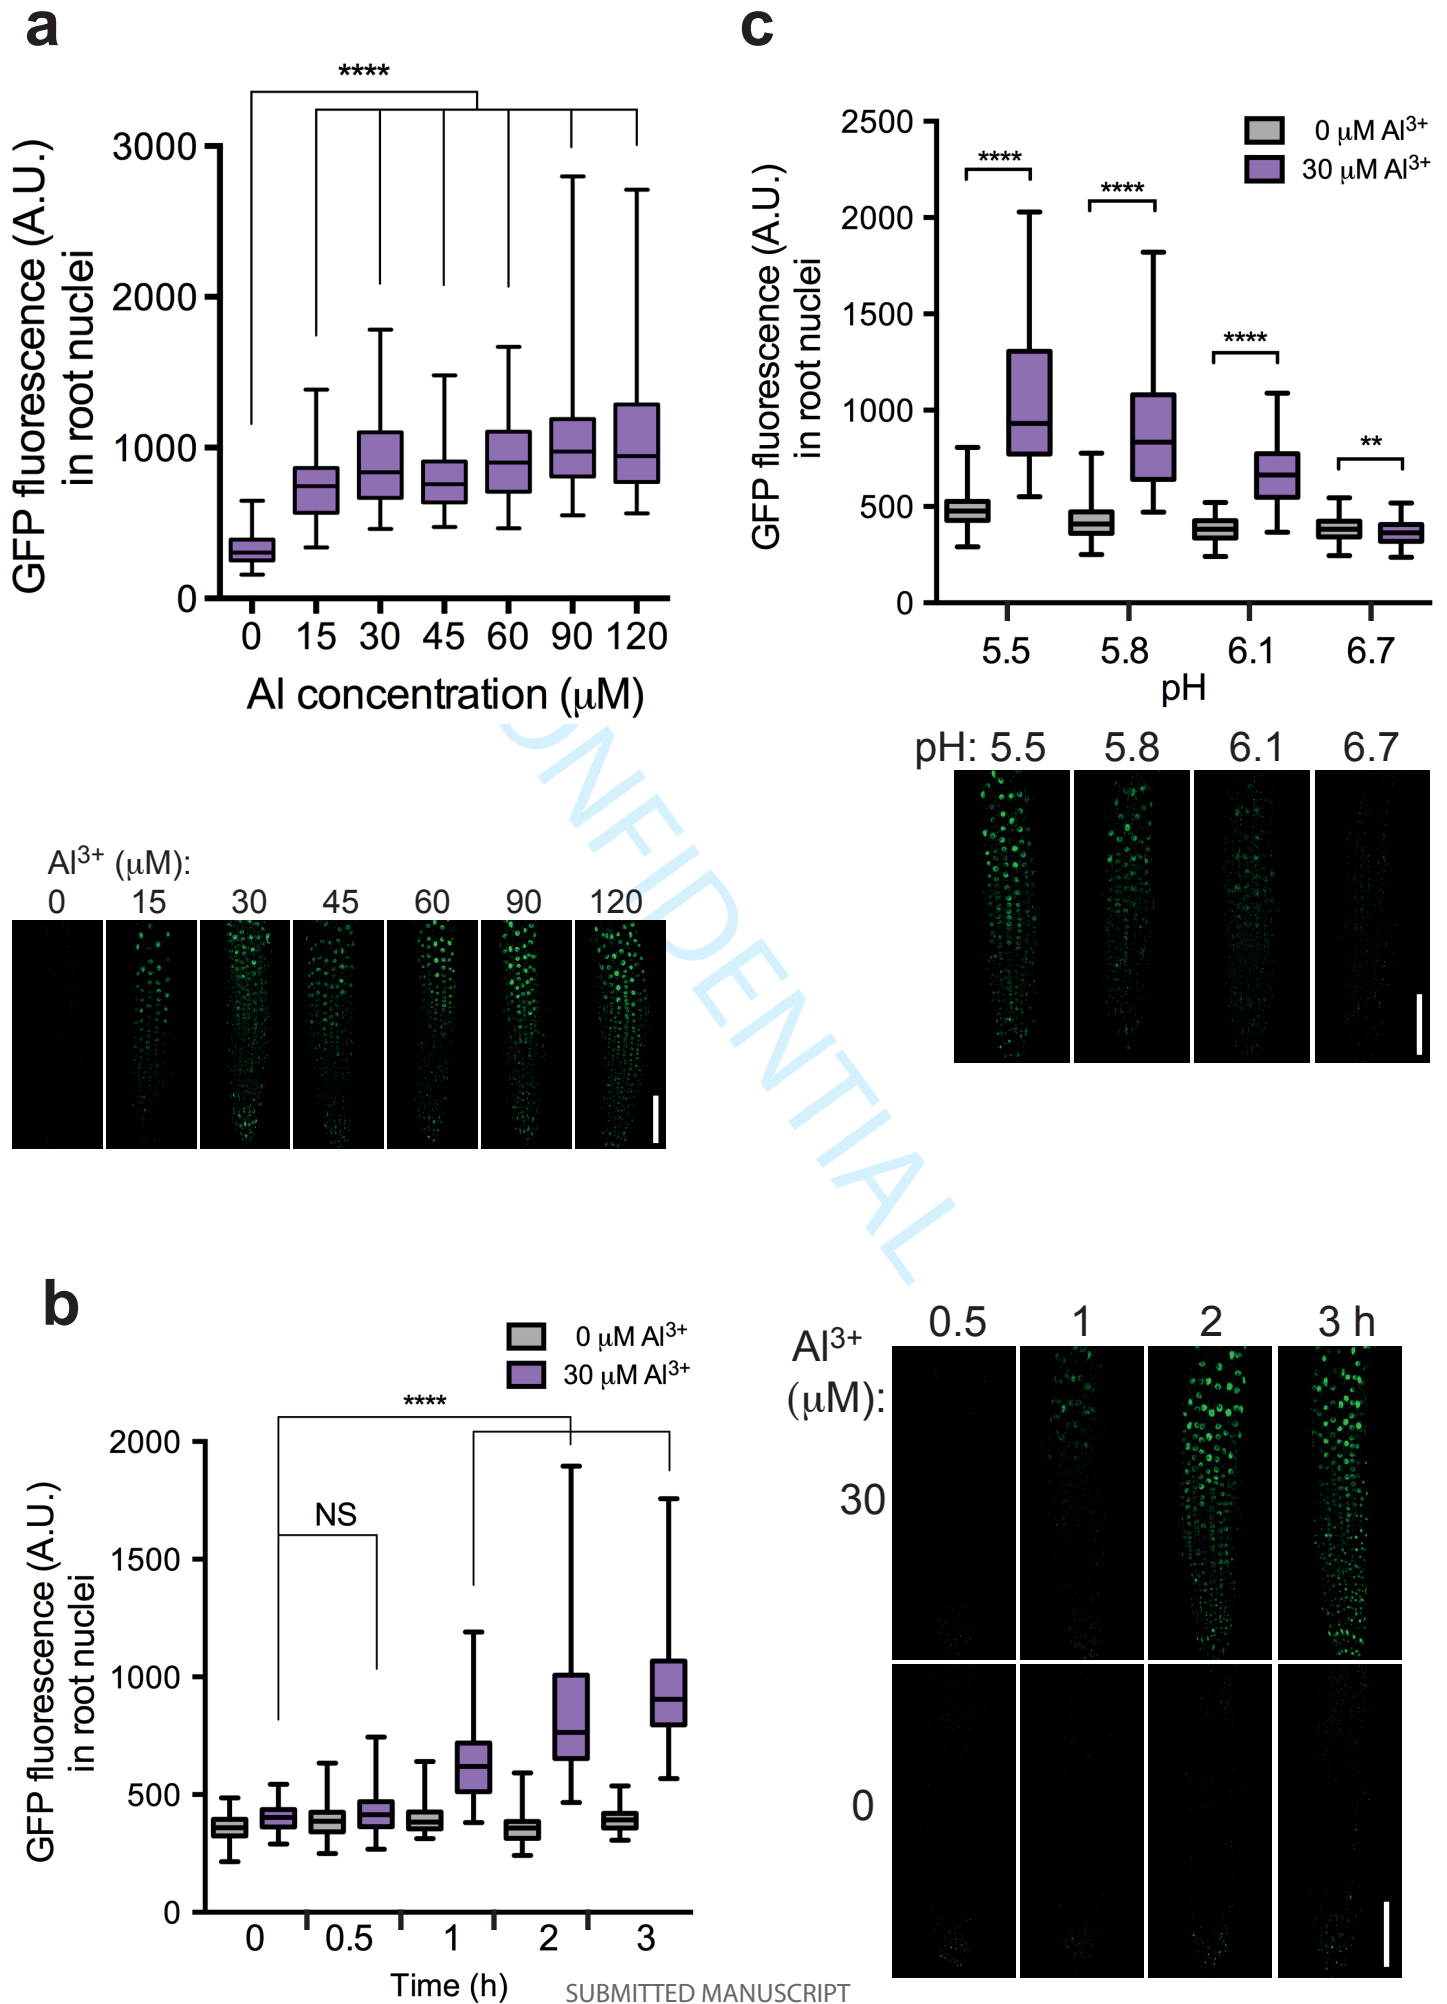 a
****
3000
2000
1000
0
GFP fluorescence (A.U.)
in root nuclei
0 15 30 45 60 90 120
Al concentration (μM)
Al3+ (μM):
0 15 30 45 60 90 120
c
0 μM Al3+
30 μM Al3+
2500
2000
1500
1000
500
0
GFP fluorescence (A.U.)
in root nuclei
****
****
****
**
5.5 5.8 6.1 6.7
pH
pH: 5.5 5.8 6.1 6.7
CONFIDENTIAL
b
0 μM Al3+
30 μM Al3+
****
NS
2000
1500
1000
500
0
GFP fluorescence (A.U.)
in root nuclei
0 0.5 1 2 3
Time (h)
0.5 1 2 3 h
Al3+
(μM):
30
0
SUBMITTED MANUSCRIPT